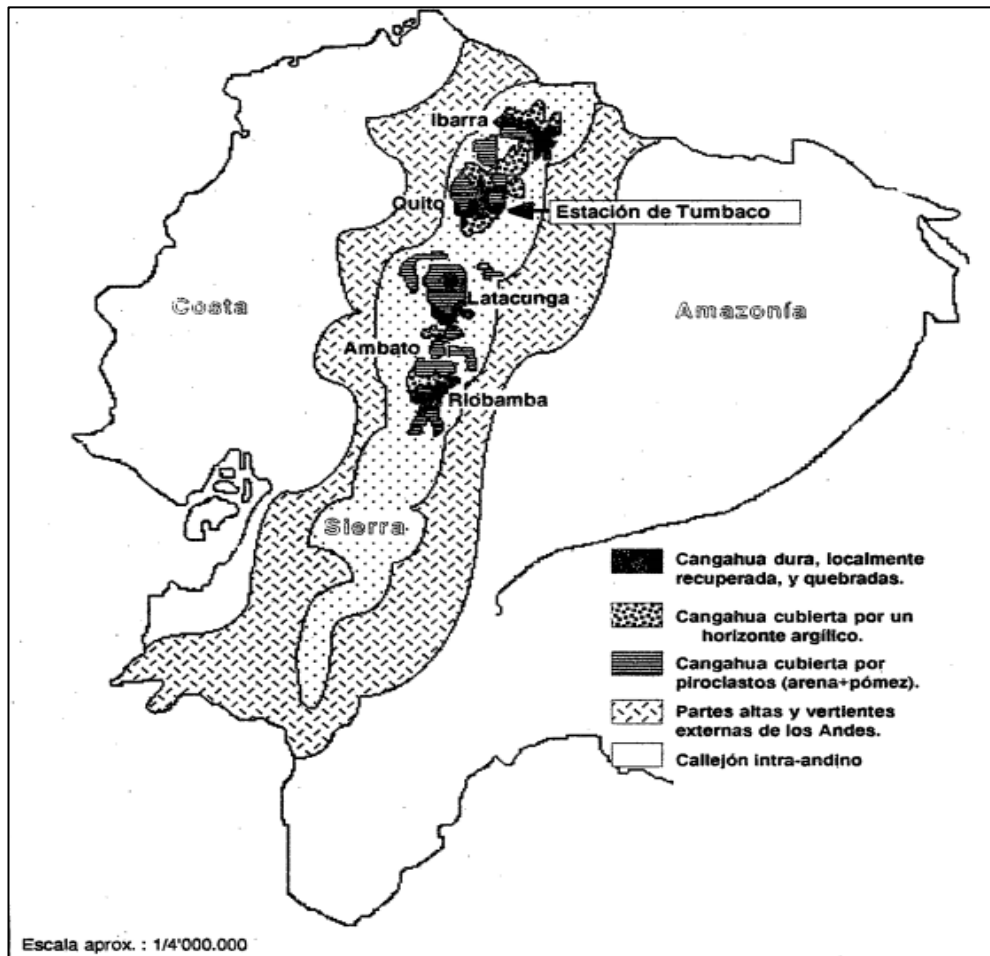 Ibarra
Quito
Estación de Tumbaco
Costa
Latacunga
Amazonía
Ambato
Riobamba
Sierra
Cangahua dura, localmente
recuperada, y quebradas.
Cangahua cubierta por un
horizonte argílico.
Cangahua cubierta por
piroclastos (arena+pómez).
Partes altas y vertientes
externas de los Andes.
Callejón intra-andino
Escala aprox. : 1/4'000.000